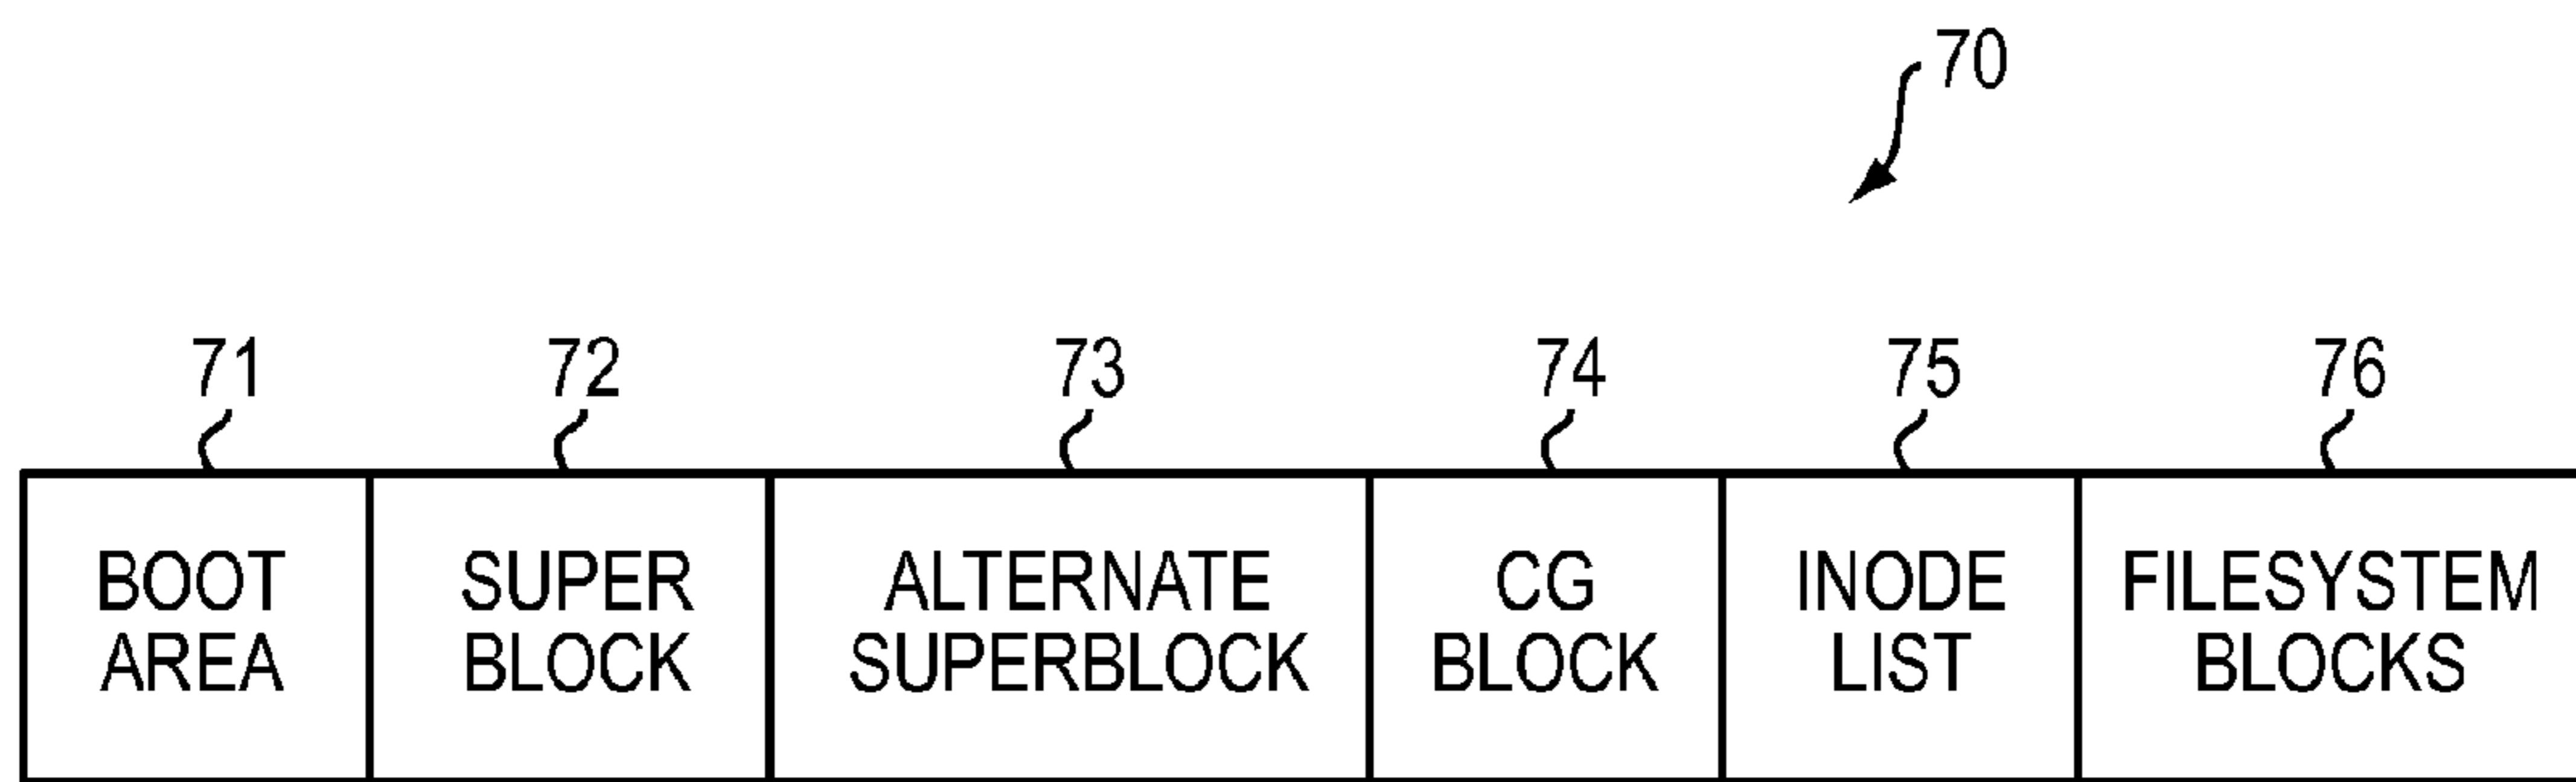 70
71 72 73 74 75 76
BOOT AREA
SUPER BLOCK
ALTERNATE SUPERBLOCK
CG BLOCK
INODE LIST
FILESYSTEM BLOCKS